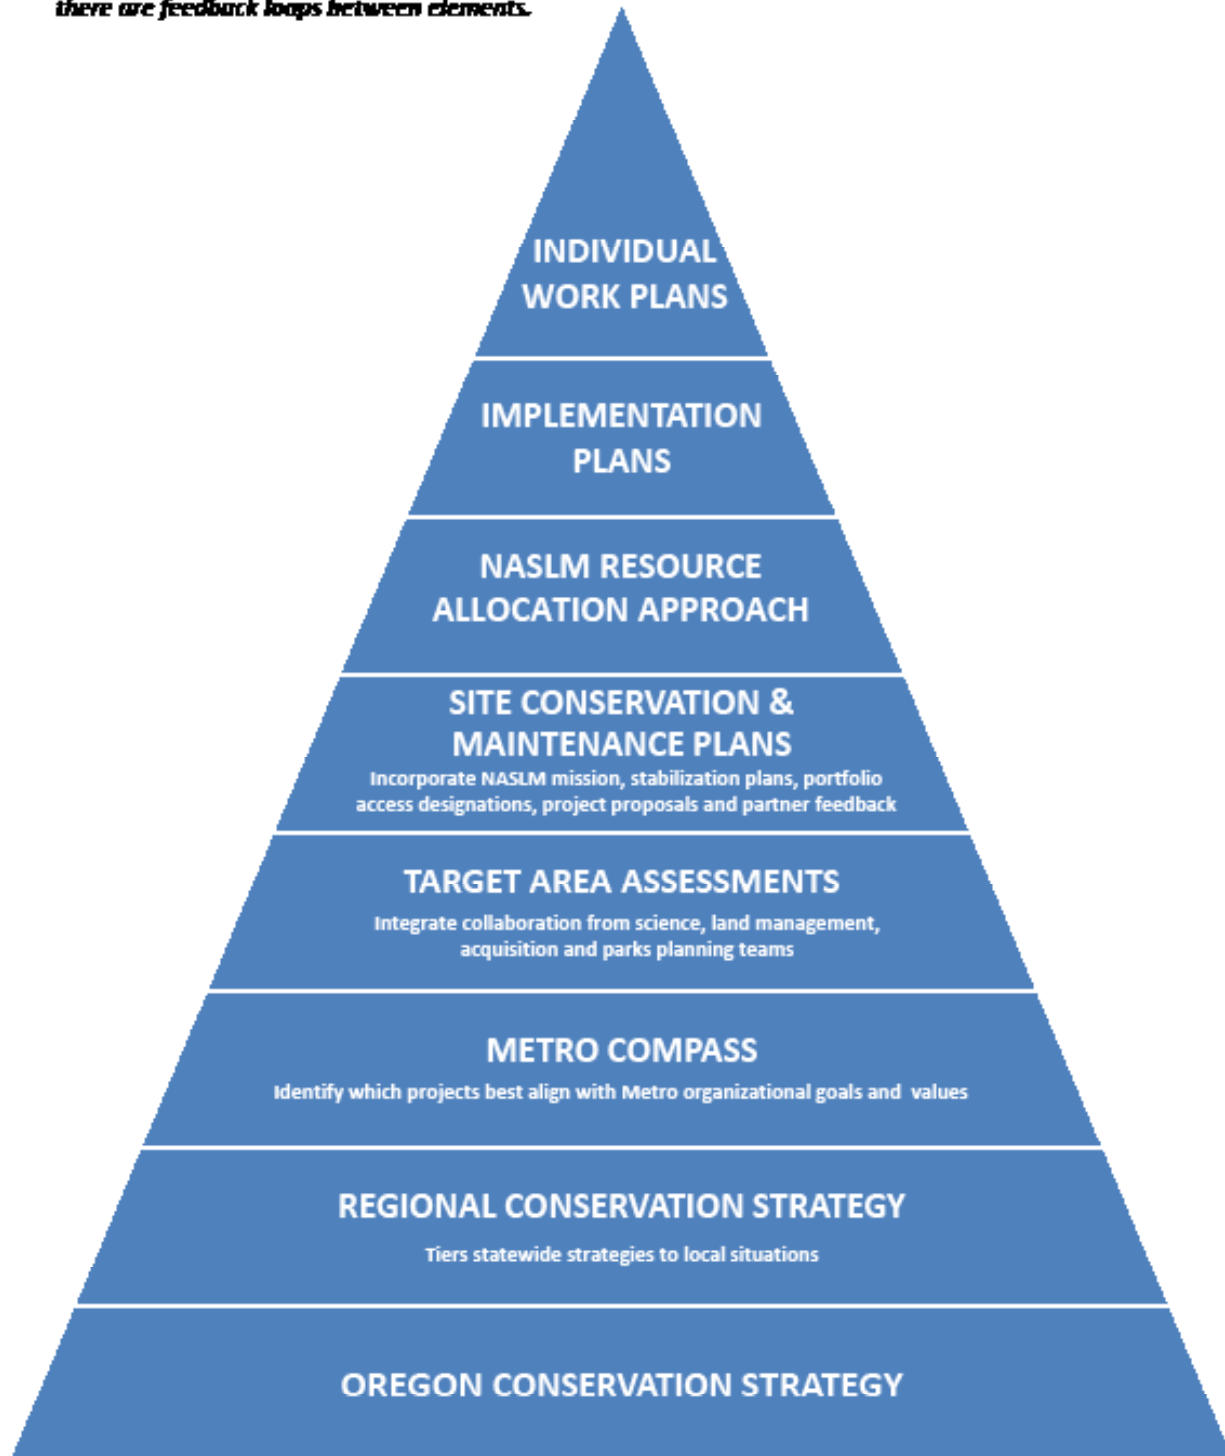 there are feedback loops between elements.
INDIVIDUAL
WORK PLANS
IMPLEMENTATION
PLANS
NASLM RESOURCE
ALLOCATION APPROACH
SITE CONSERVATION &
MAINTENANCE PLANS
Incorporate NASLM mission, stabilization plans, portfolio
access designations, project proposals and partner feedback
TARGET AREA ASSESSMENTS
Integrate collaboration from science, land management,
acquisition and parks planning teams
METRO COMPASS
Identify which projects best align with Metro organizational goals and  values
REGIONAL CONSERVATION STRATEGY
Tiers statewide strategies to local situations
OREGON CONSERVATION STRATEGY